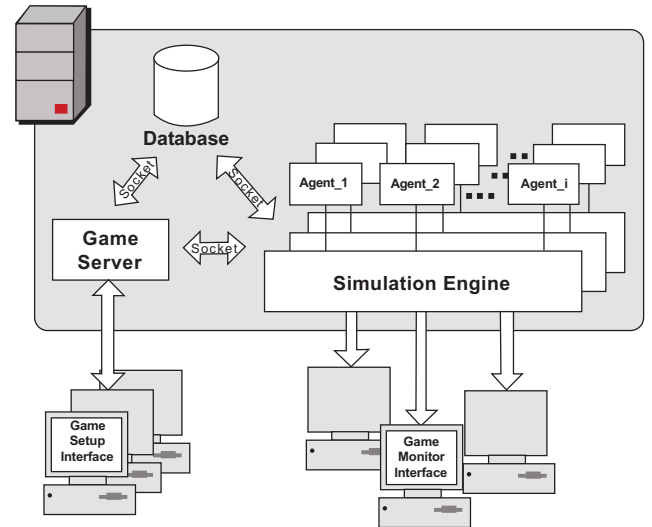 Database
Socket
Socket
Agent_1
Agent_2
Agent_i
Game
Server
Socket
Simulation Engine
Game
Setup
Interface
Game
Monitor
Interface